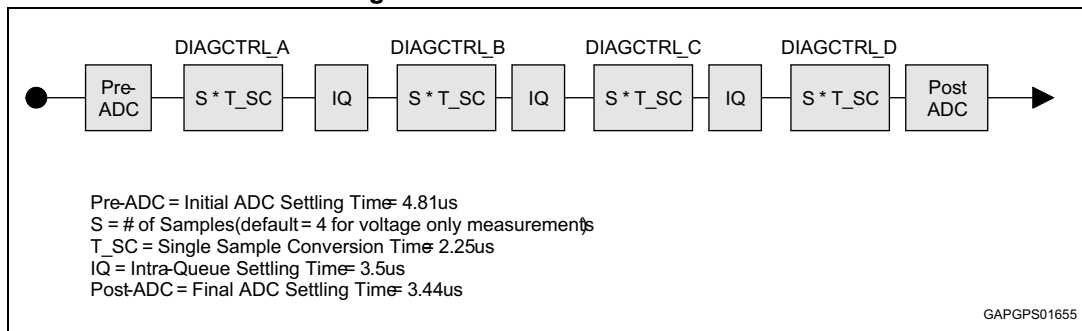 DIAGCTRL_A DIAGCTRL_B DIAGCTRL_C DIAGCTRL_D
Pre-ADC S * T_SC IQ S * T_SC IQ S * T_SC IQ S * T_SC Post ADC
Pre-ADC = Initial ADC Settling Time= 4.81us
S = # of Samples(default = 4 for voltage only measurements)
T_SC = Single Sample Conversion Time= 2.25us
IQ = Intra-Queue Settling Time= 3.5us
Post-ADC = Final ADC Settling Time= 3.44us
GAPGPS01655